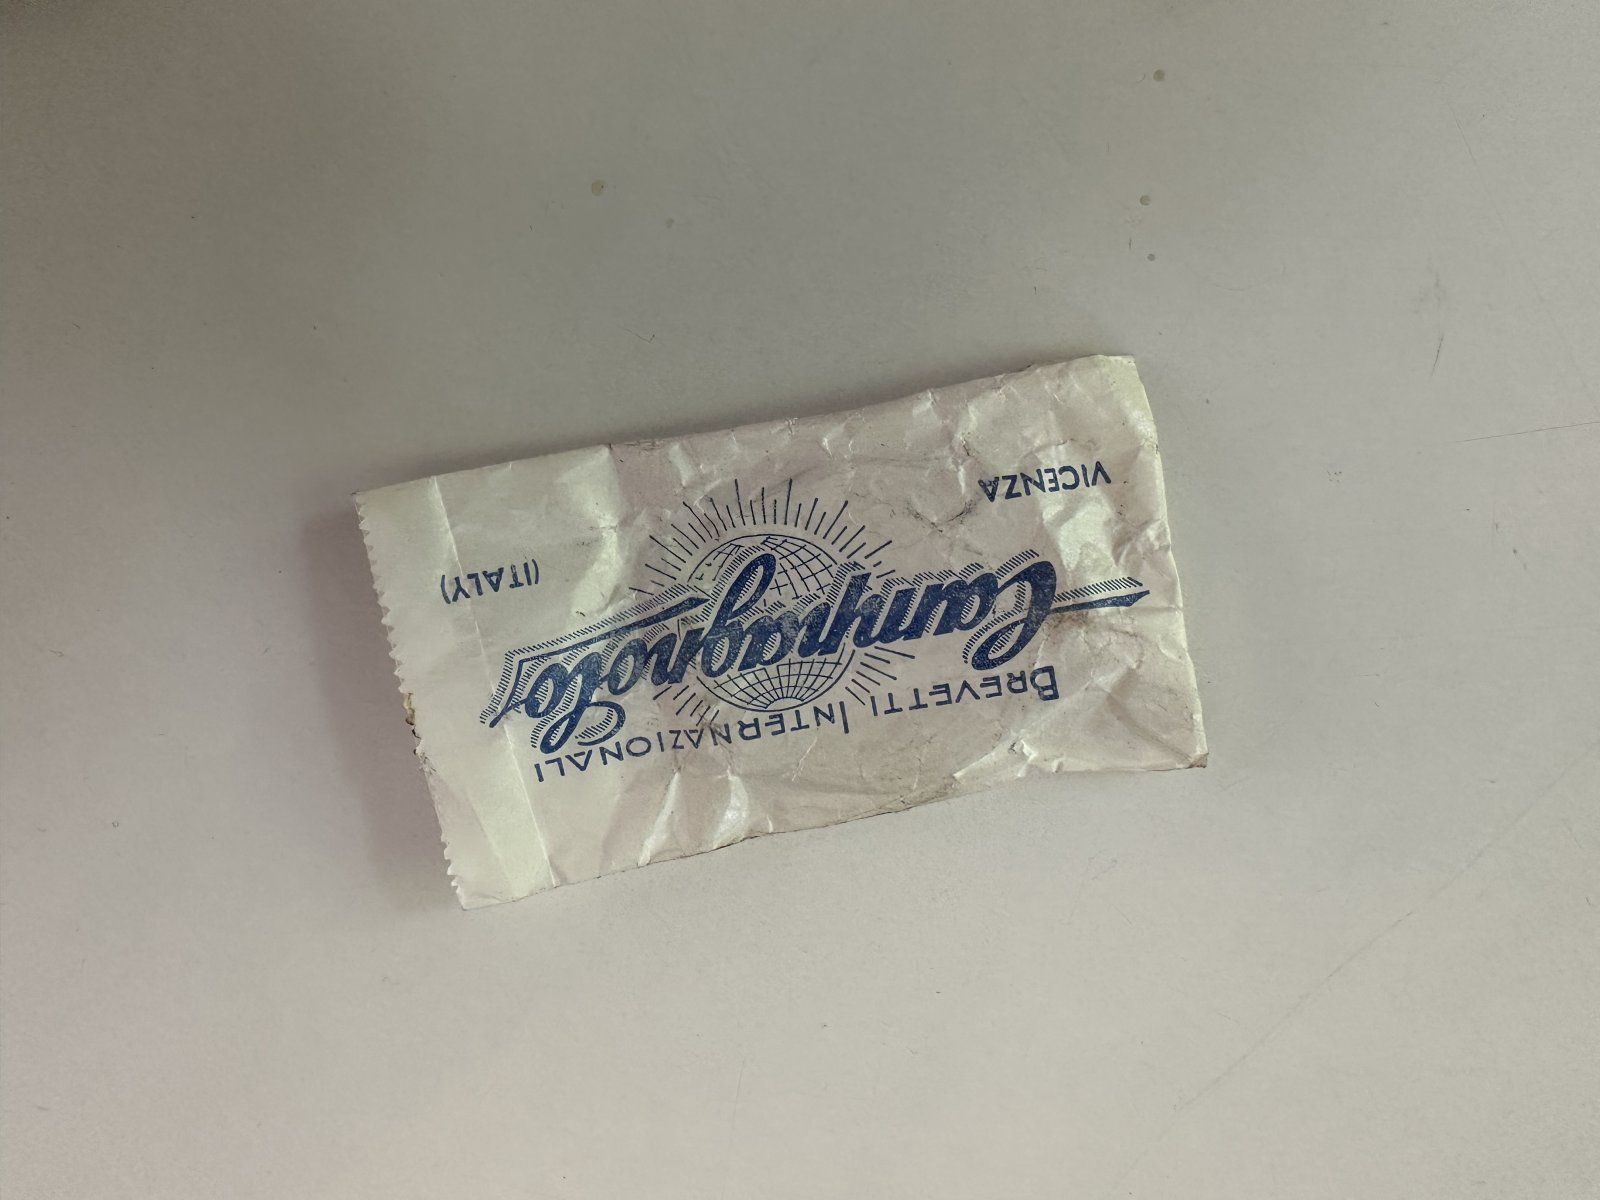 BREVETTI INTERNAZIONALI
Campagnolo
VICENZA (ITALY)